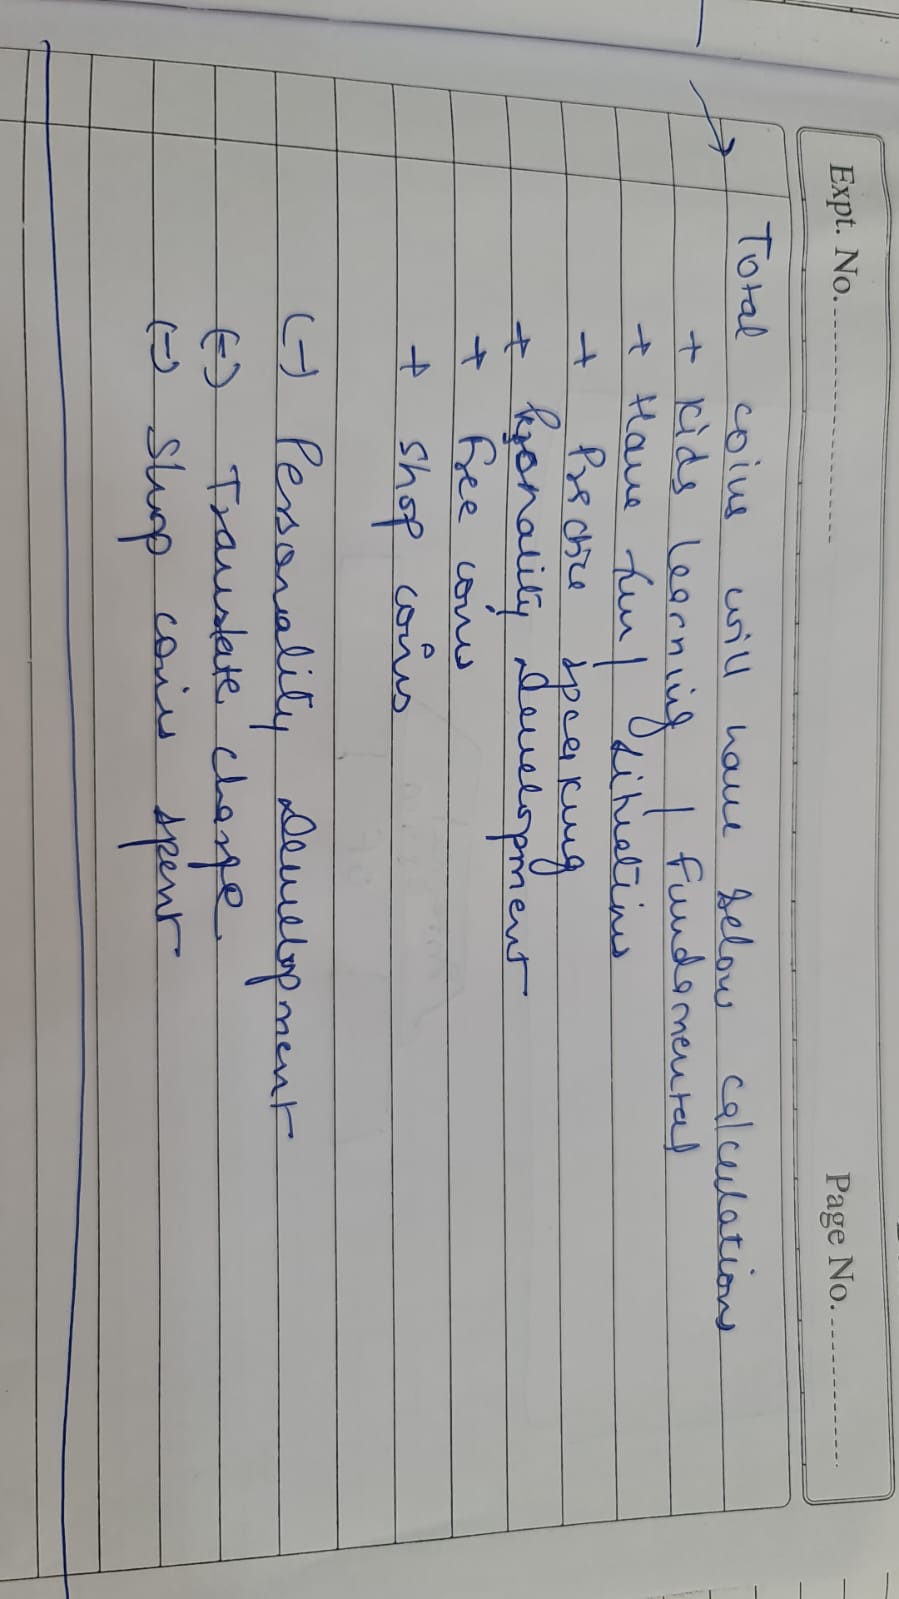 Expt. No.
Page No.
Total coins will have below calculations
+ Kids learning / Fundamental
+ Have fun / Situations
+ Practice speaking
+ Personality Development
+ Free coins
+ Shop coins
(-) Personality Development
(-) Translate charge
(-) Shop coins spent